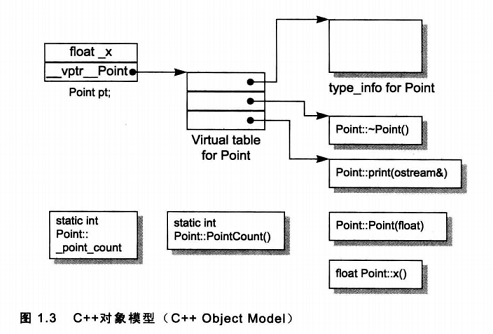 float _x
__vptr__Point
Point pt;
Virtual table
for Point
type_info for Point
Point::~Point()
Point::print(ostream&)
static int
Point::
_point_count
static int
Point::PointCount()
Point::Point(float)
float Point::x()
图 1.3 C++对象模型（C++ Object Model）